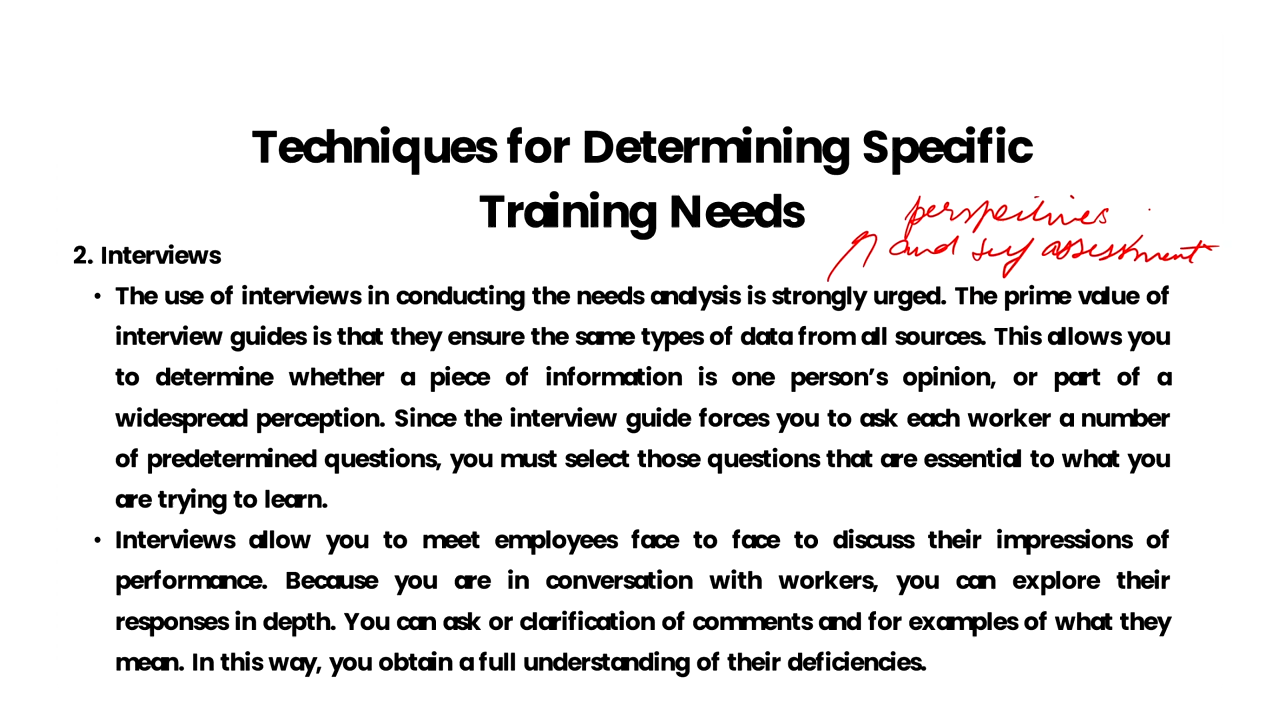 Techniques for Determining Specific
Training Needs
perspectives
and self assessment
2. Interviews
• The use of interviews in conducting the needs analysis is strongly urged. The prime value of
interview guides is that they ensure the same types of data from all sources. This allows you
to determine whether a piece of information is one person’s opinion, or part of a
widespread perception. Since the interview guide forces you to ask each worker a number
of predetermined questions, you must select those questions that are essential to what you
are trying to learn.
• Interviews allow you to meet employees face to face to discuss their impressions of
performance. Because you are in conversation with workers, you can explore their
responses in depth. You can ask or clarification of comments and for examples of what they
mean. In this way, you obtain a full understanding of their deficiencies.